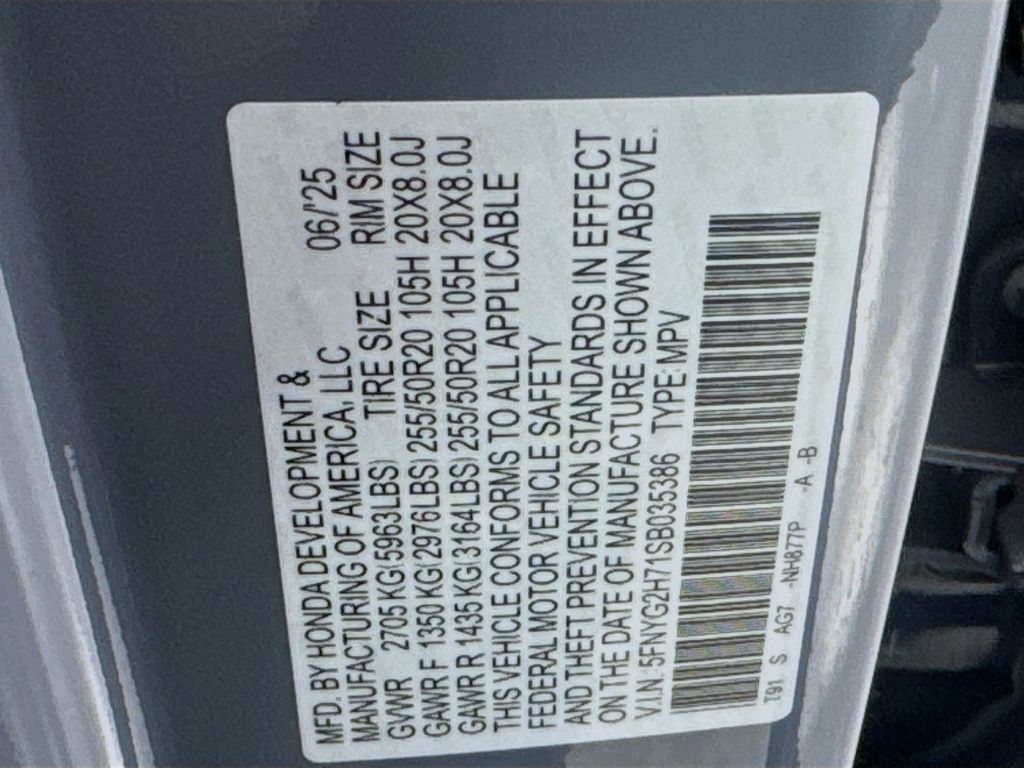 MFD. BY HONDA DEVELOPMENT &
MANUFACTURING OF AMERICA, LLC 06/'25
GVWR 2705 KG(5963LBS) TIRE SIZE RIM SIZE
GAWR F 1350 KG(2976LBS) 255/50R20 105H 20X8.0J
GAWR R 1435 KG(3164LBS) 255/50R20 105H 20X8.0J
THIS VEHICLE CONFORMS TO ALL APPLICABLE
FEDERAL MOTOR VEHICLE SAFETY
AND THEFT PREVENTION STANDARDS IN EFFECT
ON THE DATE OF MANUFACTURE SHOWN ABOVE.
V.I.N. 5FNYG2H71SB035386 TYPE: MPV
T91 S AG7 -NH877P -A -B